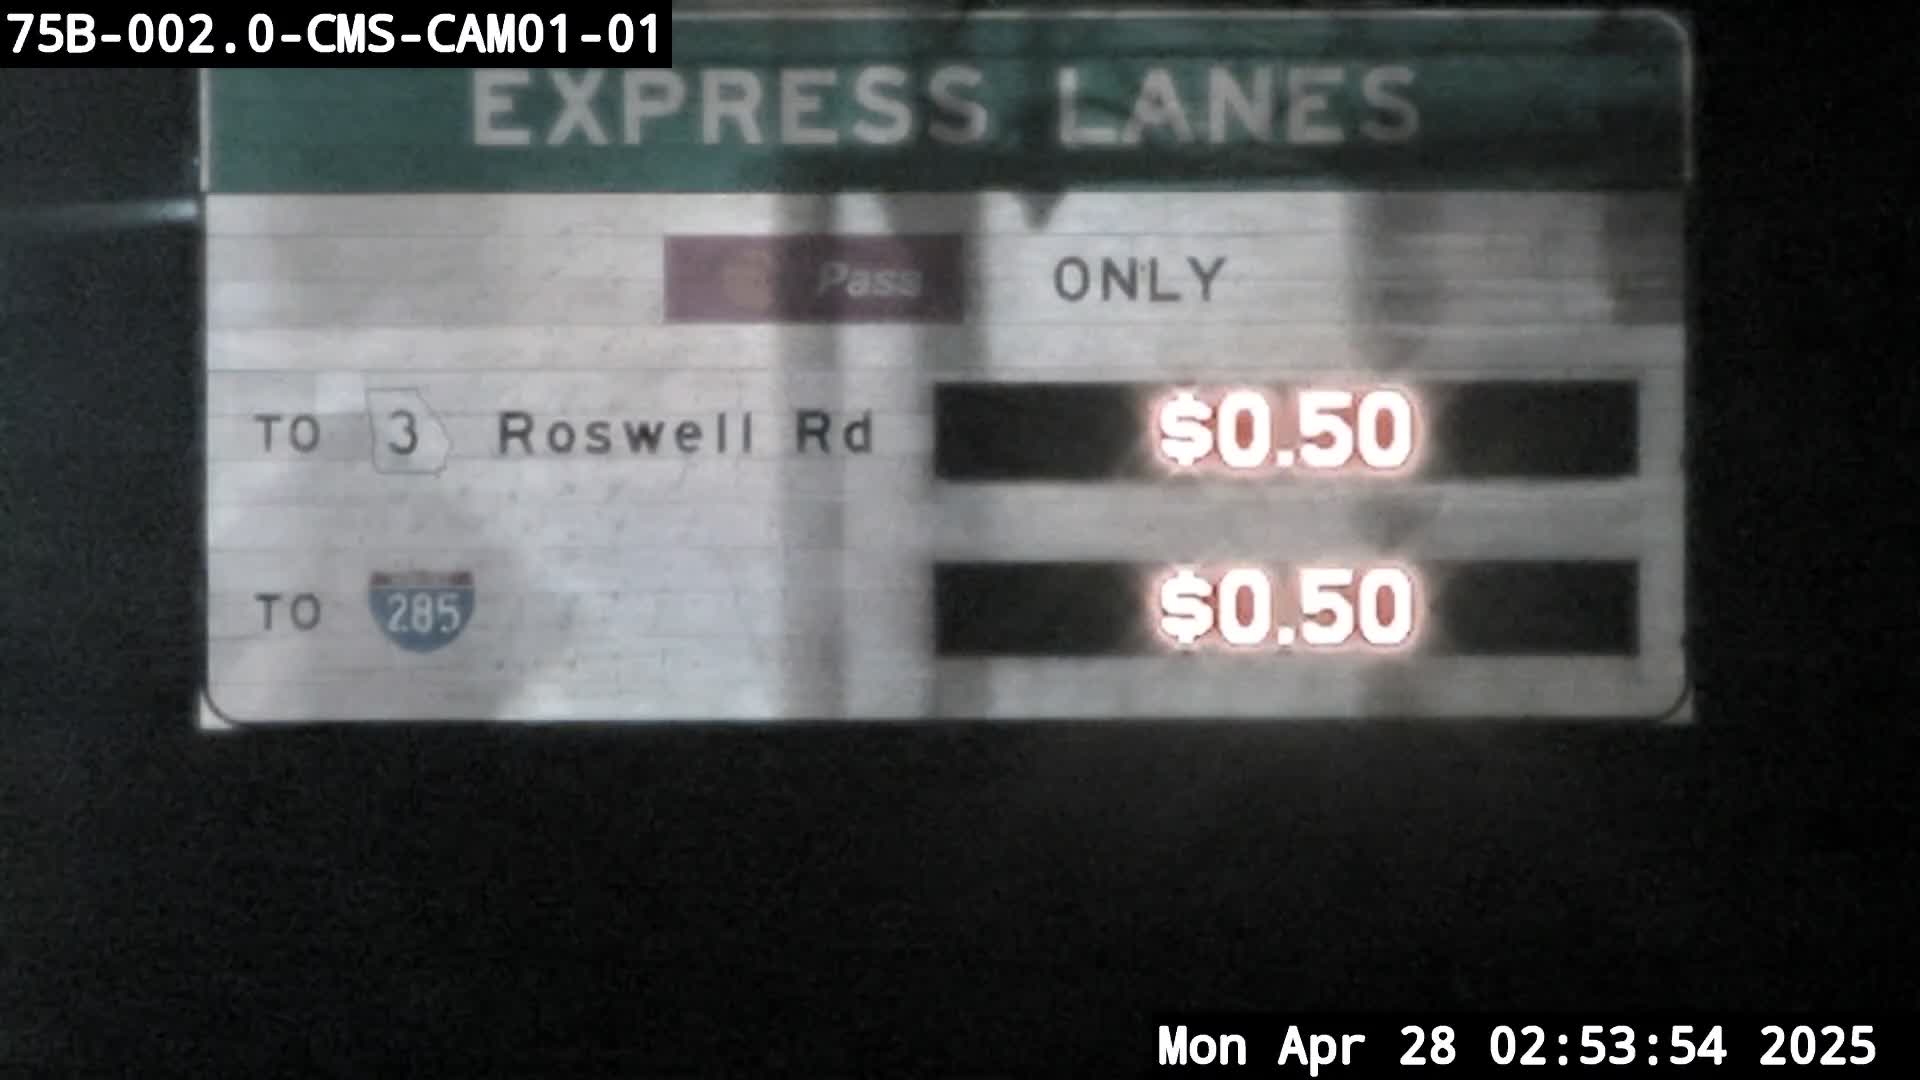 75B-002.0-CMS-CAM01-01
EXPRESS LANES
Pass ONLY
TO 3 Roswell Rd $0.50
TO 285 $0.50
Mon Apr 28 02:53:54 2025